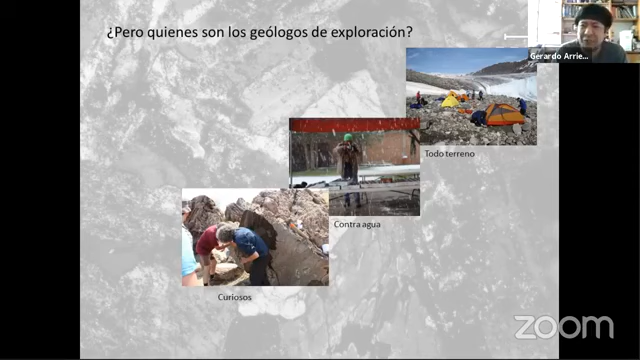 ¿Pero quienes son los geólogos de exploración?
Gerardo Arrie...
Todo terreno
Contra agua
Curiosos
zoom